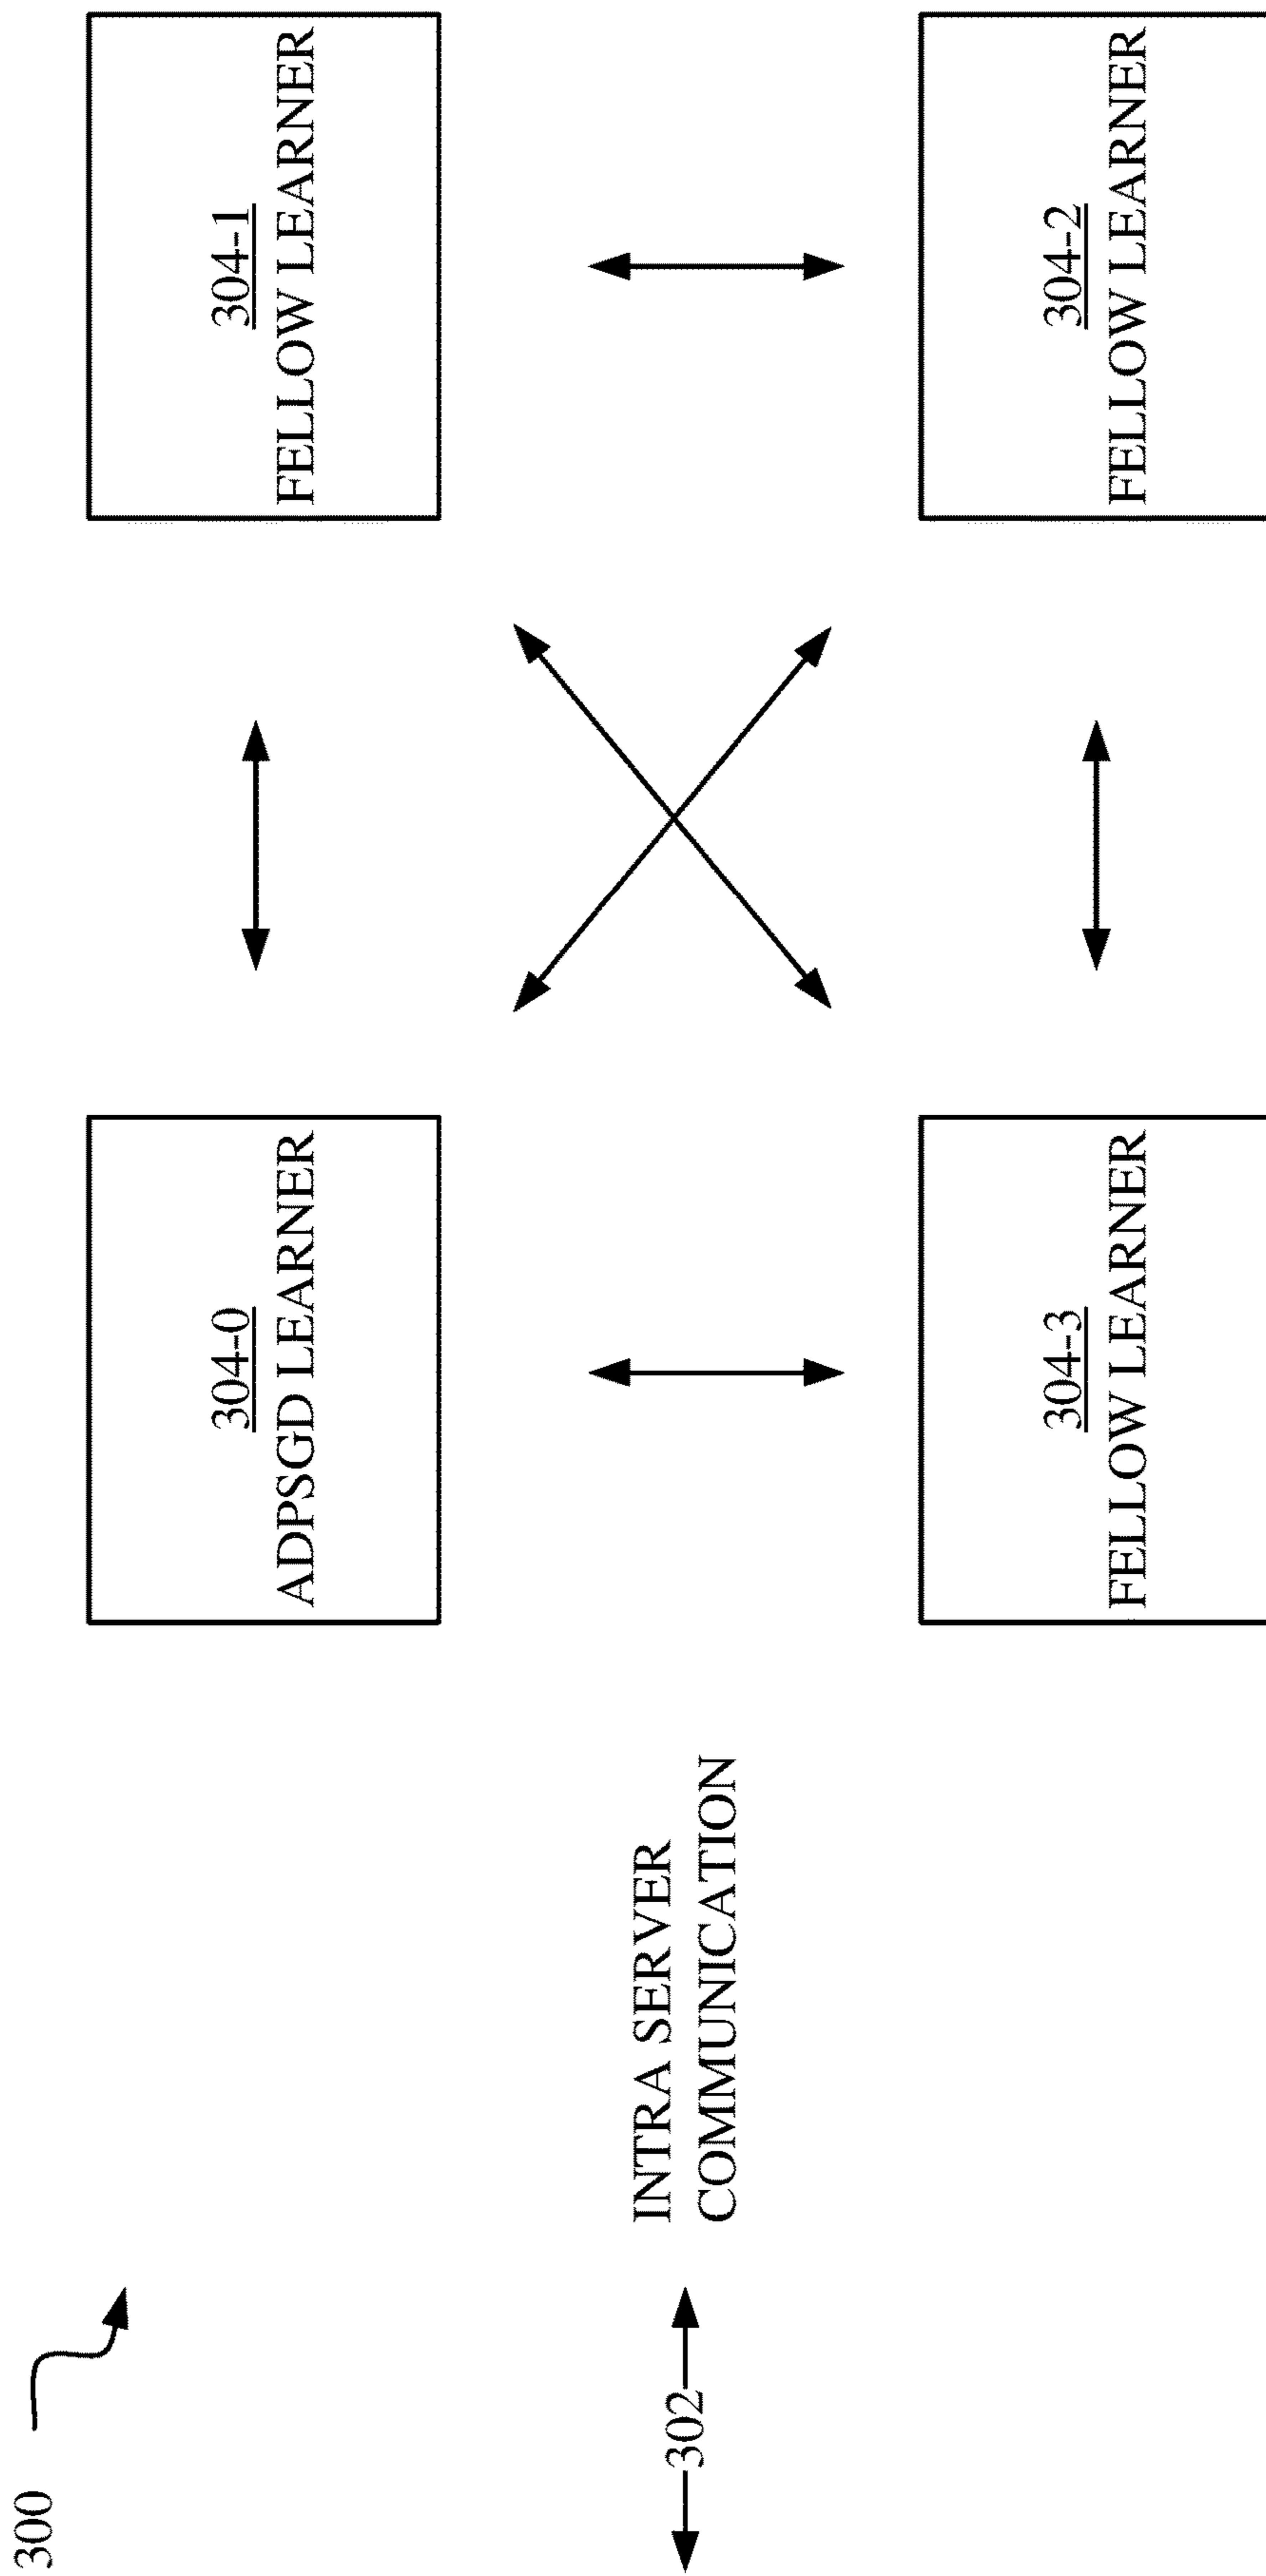 300
304-0
ADPSGD LEARNER
304-1
FELLOW LEARNER
302
INTRA SERVER
COMMUNICATION
304-3
FELLOW LEARNER
304-2
FELLOW LEARNER